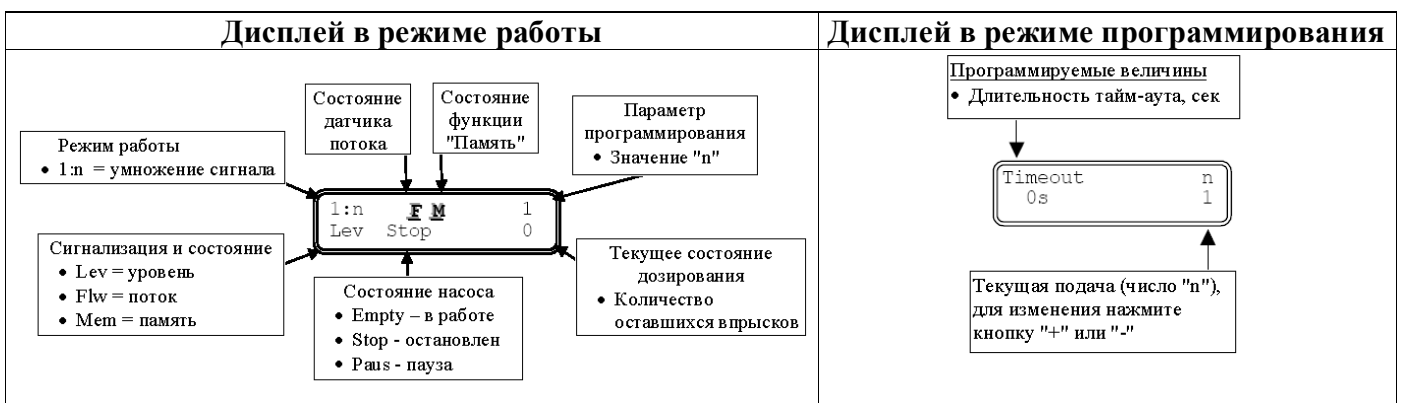 Дисплей в режиме работы
Дисплей в режиме программирования
Состояние
датчика
потока
Состояние
функции
"Память"
Параметр
программирования
• Значение "n"
Режим работы
• 1:n = умножение сигнала
1:n F M 1
Lev Stop 0
Сигнализация и состояние
• Lev = уровень
• Flw = поток
• Mem = память
Состояние насоса
• Empty – в работе
• Stop - остановлен
• Paus - пауза
Текущее состояние
дозирования
• Количество
оставшихся впрысков
Программируемые величины
• Длительность тайм-аута, сек
Timeout n
0s 1
Текущая подача (число "n"),
для изменения нажмите
кнопку "+" или "-"